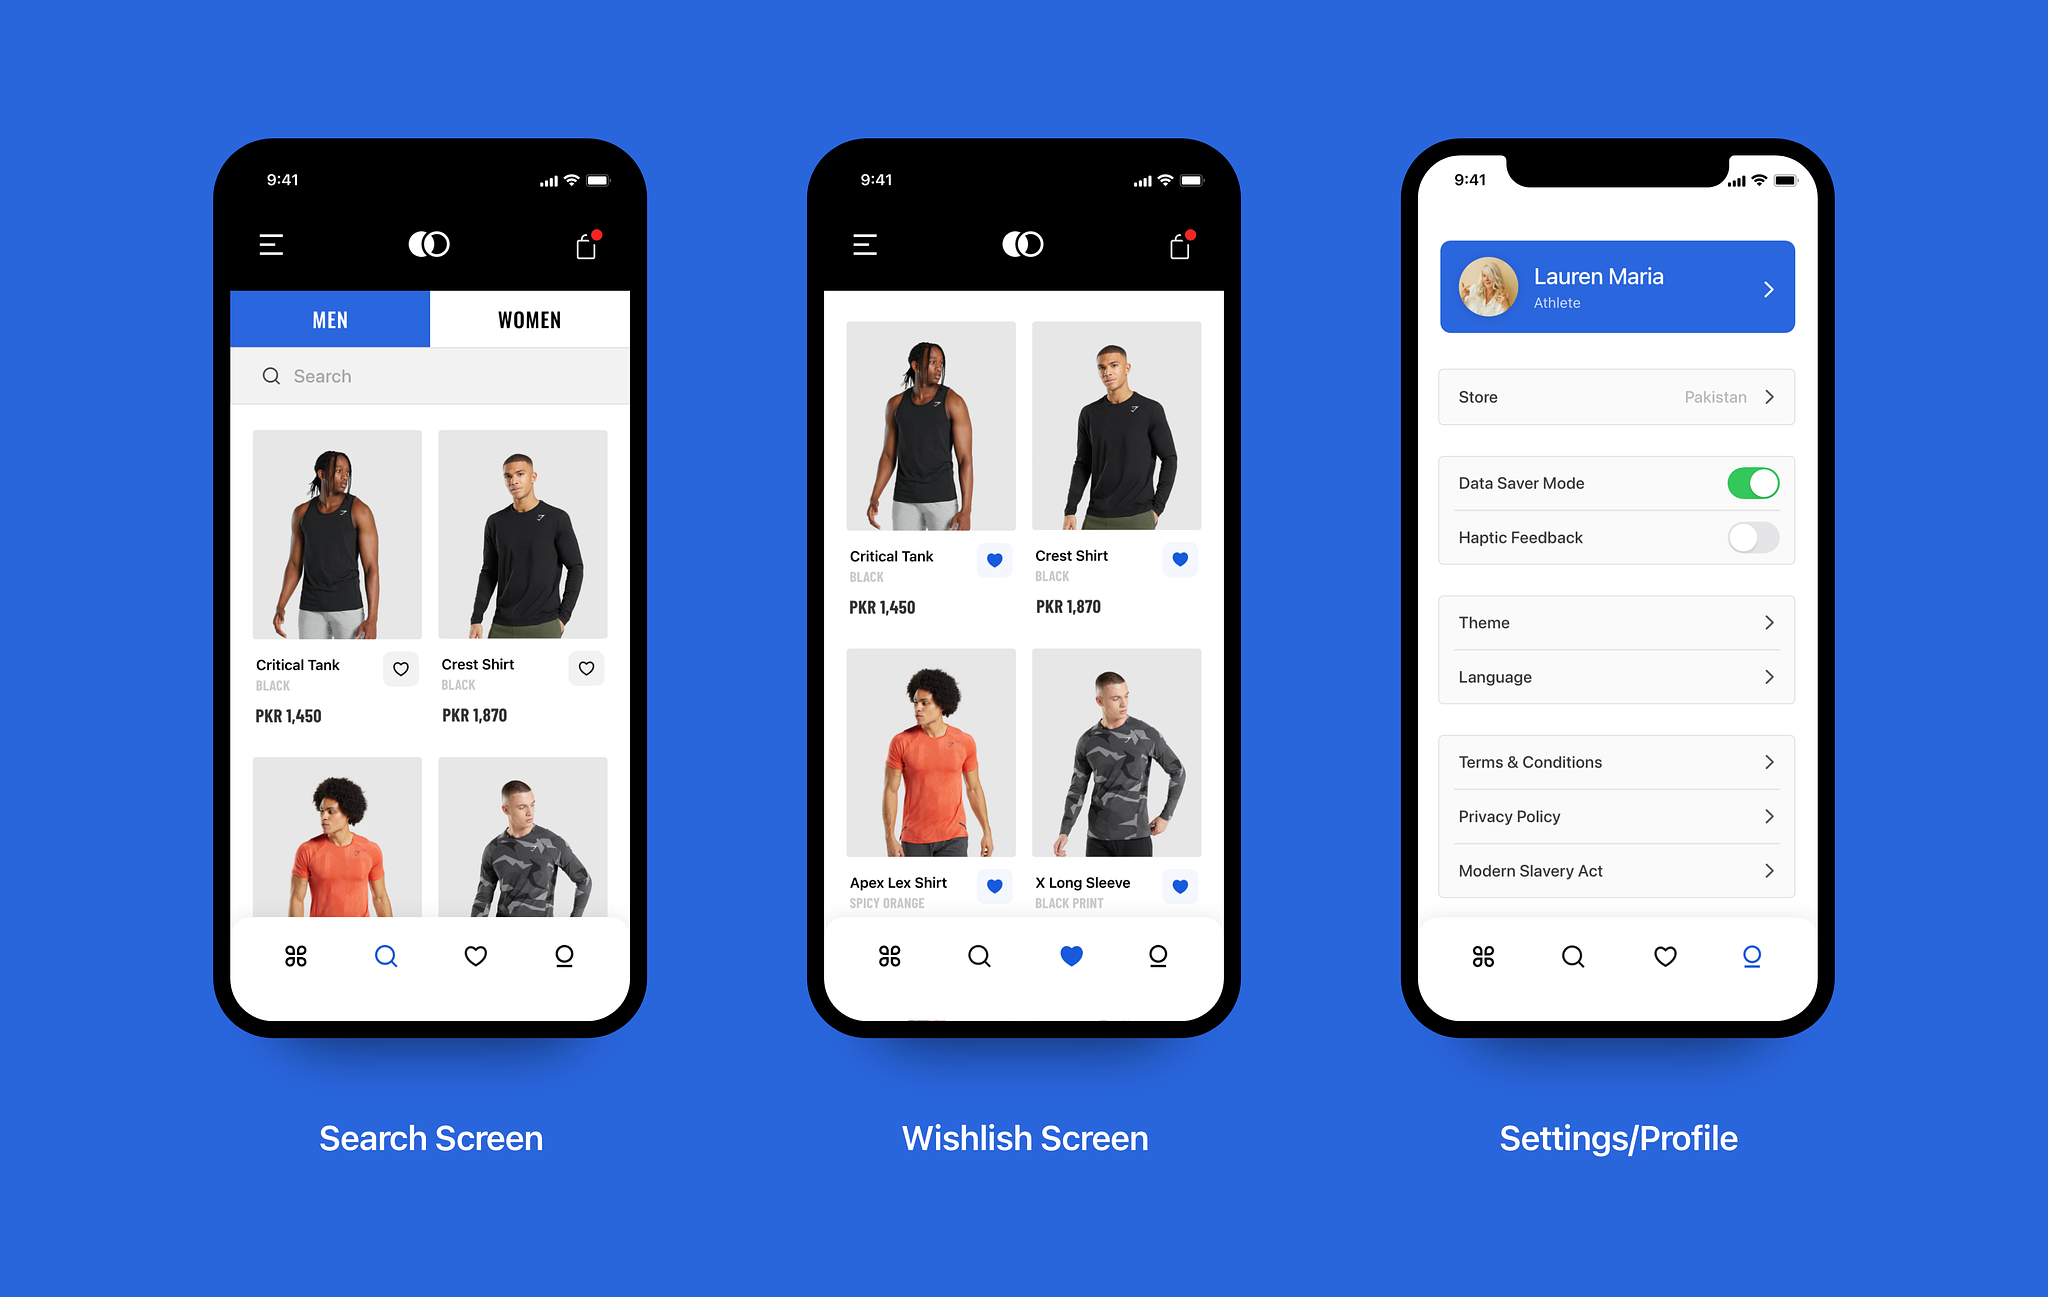 9:41
MEN
WOMEN
Search
Critical Tank
BLACK
PKR 1,450
Crest Shirt
BLACK
PKR 1,870
Search Screen
9:41
Critical Tank
BLACK
PKR 1,450
Crest Shirt
BLACK
PKR 1,870
Apex Lex Shirt
SPICY ORANGE
X Long Sleeve
BLACK PRINT
Wishlish Screen
9:41
Lauren Maria
Athlete
Store
Pakistan
Data Saver Mode
Haptic Feedback
Theme
Language
Terms & Conditions
Privacy Policy
Modern Slavery Act
Settings/Profile